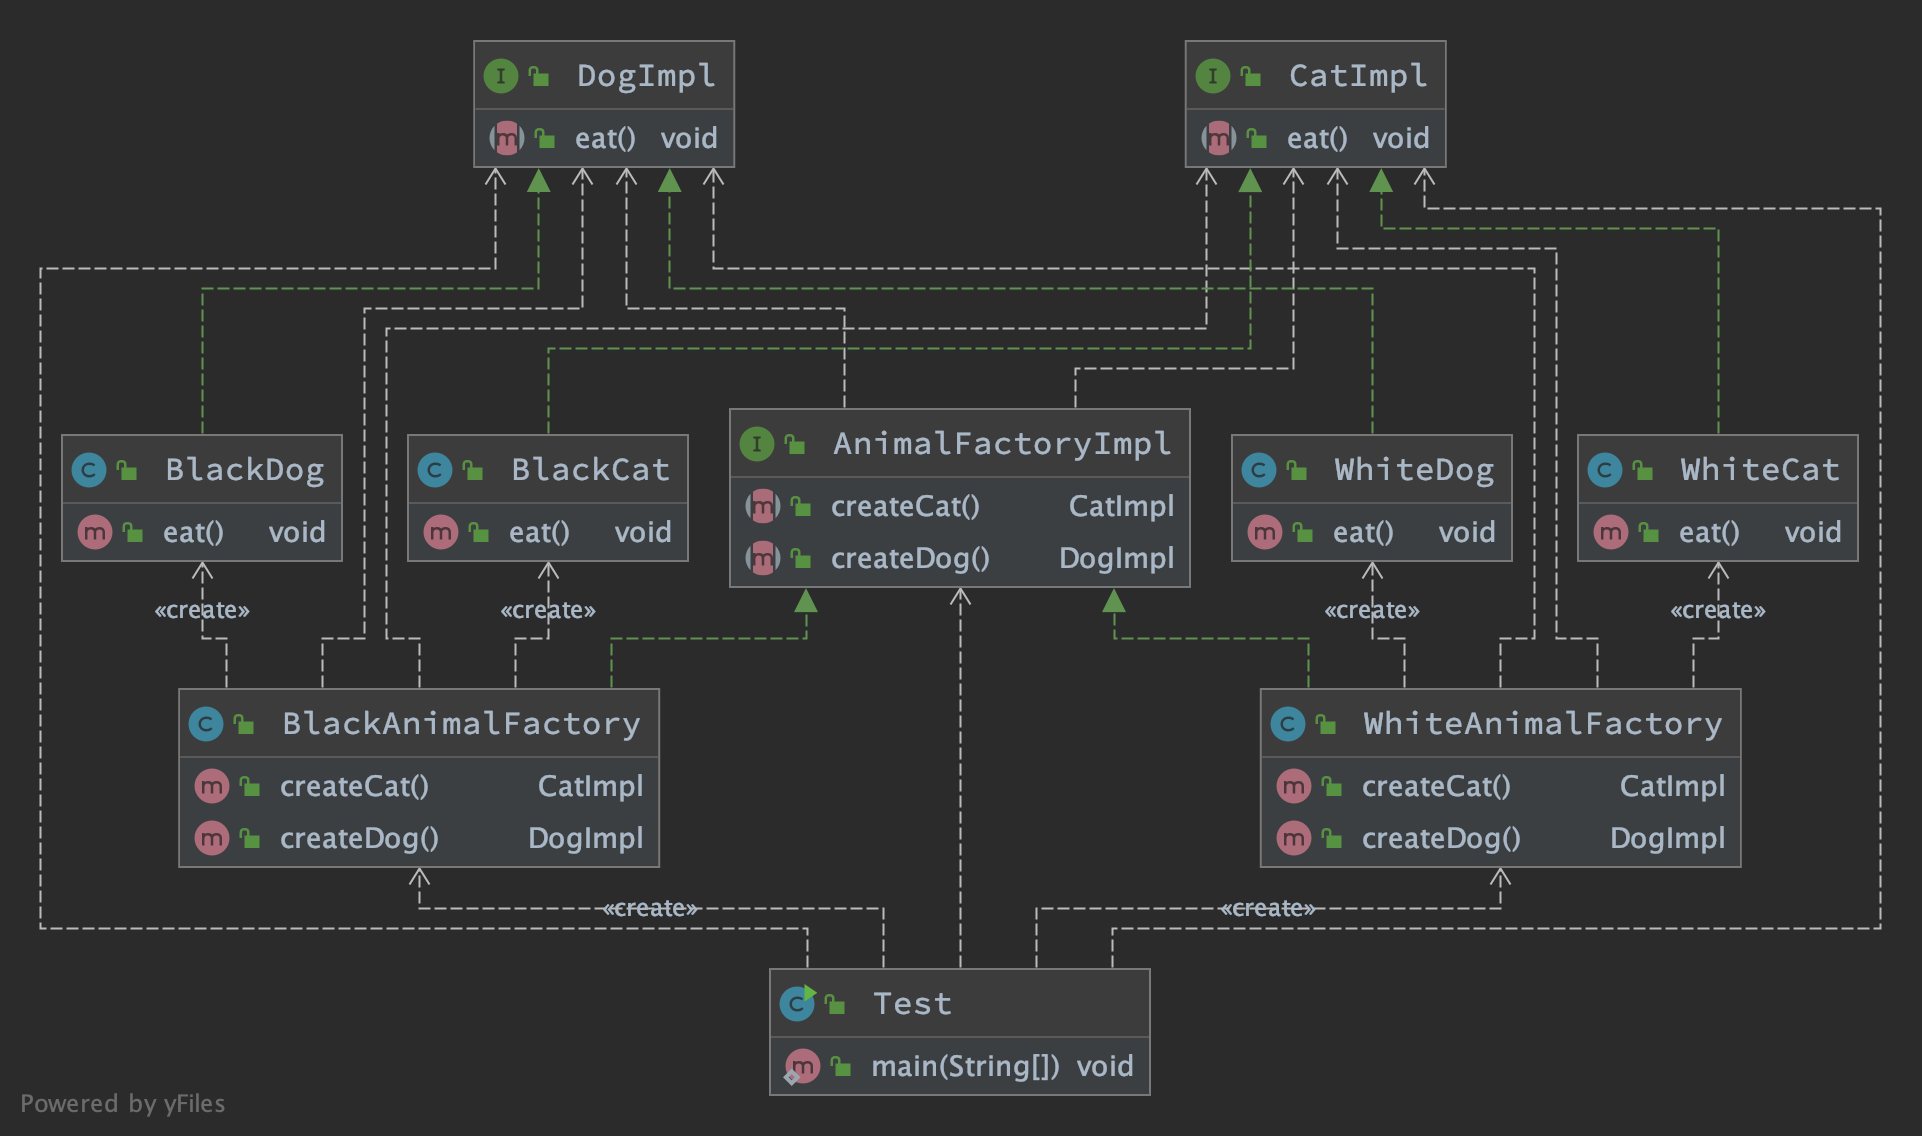 DogImpl
eat() void
CatImpl
eat() void
BlackDog
eat() void
BlackCat
eat() void
AnimalFactoryImpl
createCat() CatImpl
createDog() DogImpl
WhiteDog
eat() void
WhiteCat
eat() void
«create»
«create»
«create»
«create»
BlackAnimalFactory
createCat() CatImpl
createDog() DogImpl
WhiteAnimalFactory
createCat() CatImpl
createDog() DogImpl
«create»
«create»
Test
main(String[]) void
Powered by yFiles